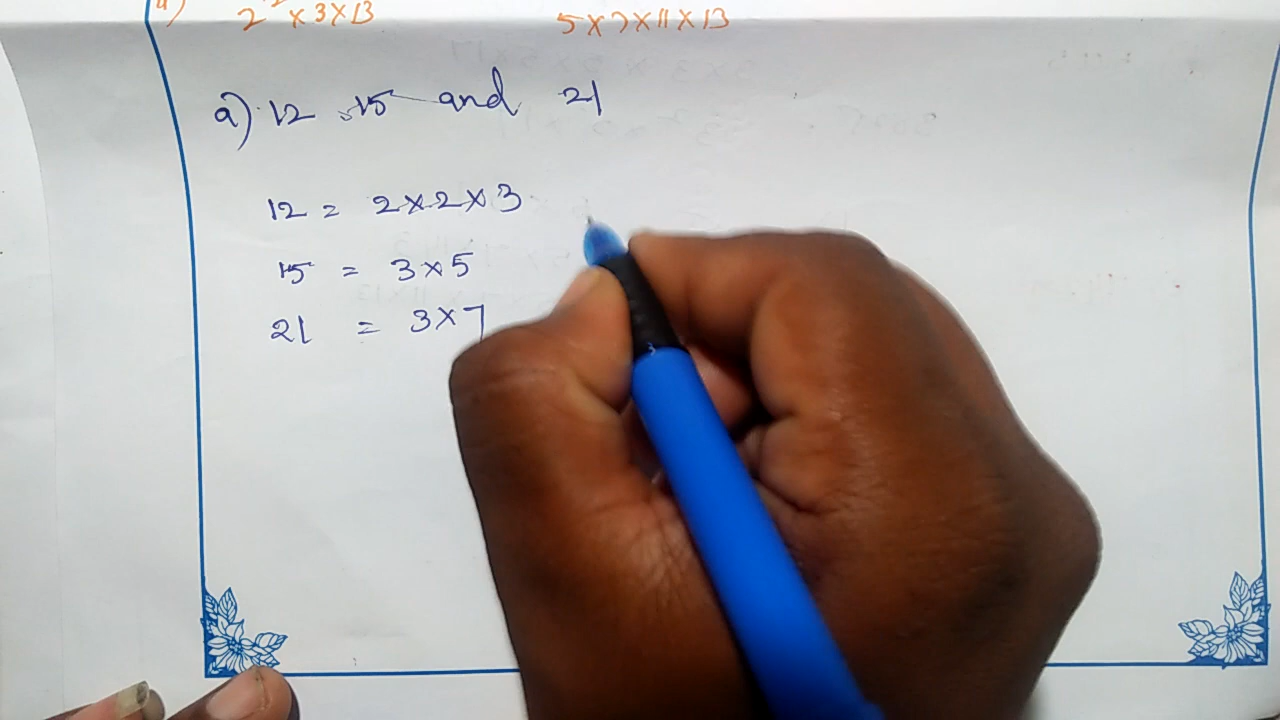 2² × 3 × 13 5 × 7 × 11 × 13
a) 12, 15 and 21
12 = 2 × 2 × 3
15 = 3 × 5
21 = 3 × 7